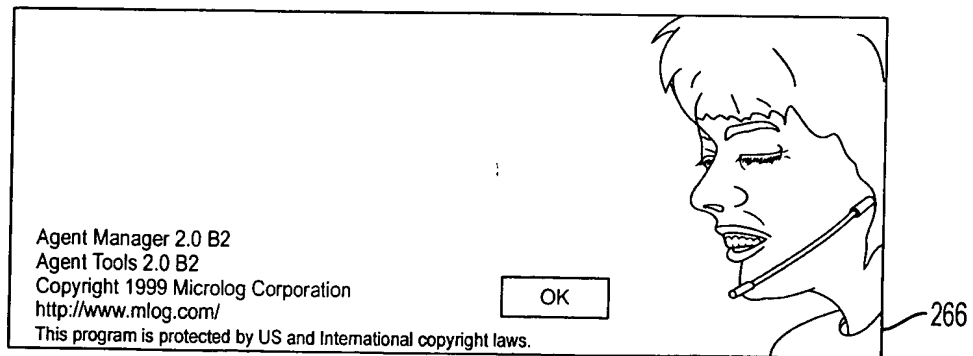 Agent Manager 2.0 B2
Agent Tools 2.0 B2
Copyright 1999 Microlog Corporation
http://www.mlog.com/
OK
This program is protected by US and International copyright laws.
266